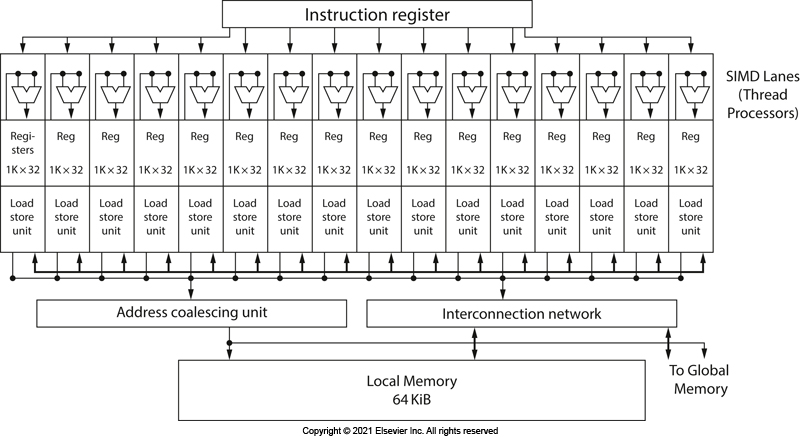 Instruction register
SIMD Lanes
(Thread
Processors)
Regi- Reg Reg Reg Reg Reg Reg Reg Reg Reg Reg Reg Reg Reg Reg Reg
sters
1K × 32 1K × 32 1K × 32 1K × 32 1K × 32 1K × 32 1K × 32 1K × 32 1K × 32 1K × 32 1K × 32 1K × 32 1K × 32 1K × 32 1K × 32 1K × 32
Load Load Load Load Load Load Load Load Load Load Load Load Load Load Load Load
store store store store store store store store store store store store store store store store
unit unit unit unit unit unit unit unit unit unit unit unit unit unit unit unit
Address coalescing unit
Interconnection network
Local Memory
64 KiB
To Global
Memory
Copyright © 2021 Elsevier Inc. All rights reserved